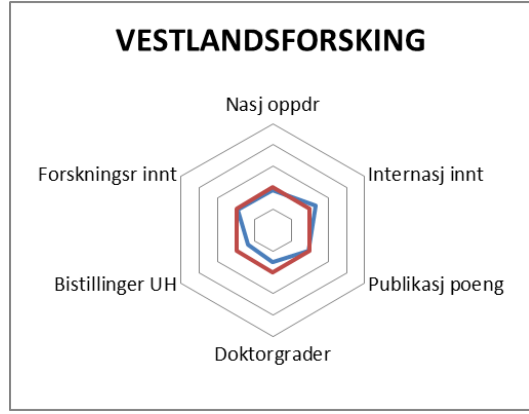 VESTLANDSFORSKING
Nasj oppdr
Forskningsr innt
Internasj innt
Bistillinger UH
Publikasj poeng
Doktorgrader